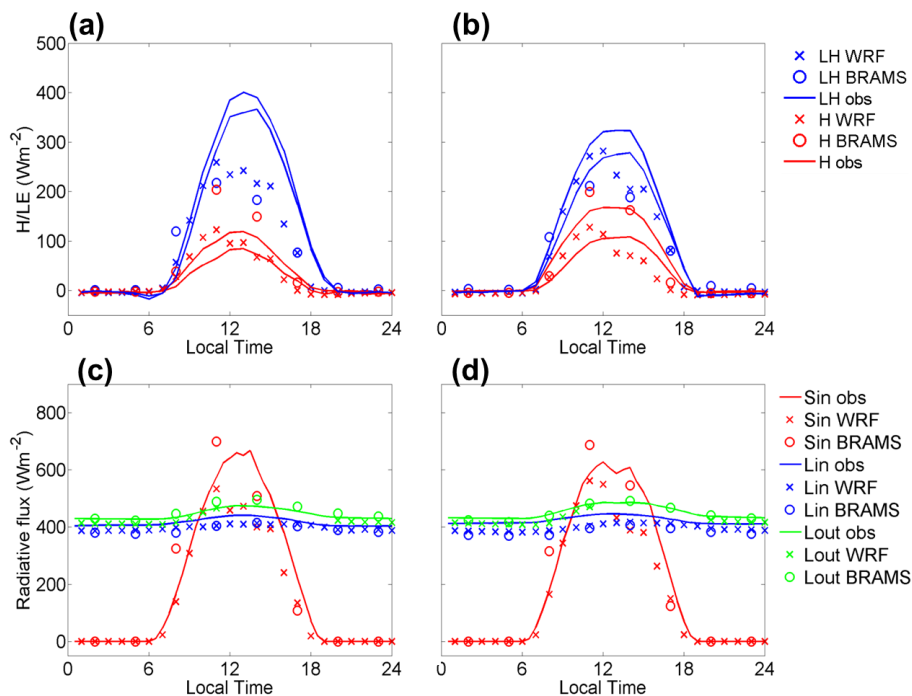 (a)
500
400
300
200
100
0
H/LE (Wm-2)
0 6 12 18 24
Local Time
(b)
0 6 12 18 24
Local Time
LH WRF
LH BRAMS
LH obs
H WRF
H BRAMS
H obs
(c)
800
600
400
200
0
Radiative flux (Wm-2)
0 6 12 18 24
Local Time
(d)
0 6 12 18 24
Local Time
Sin obs
Sin WRF
Sin BRAMS
Lin obs
Lin WRF
Lin BRAMS
Lout obs
Lout WRF
Lout BRAMS